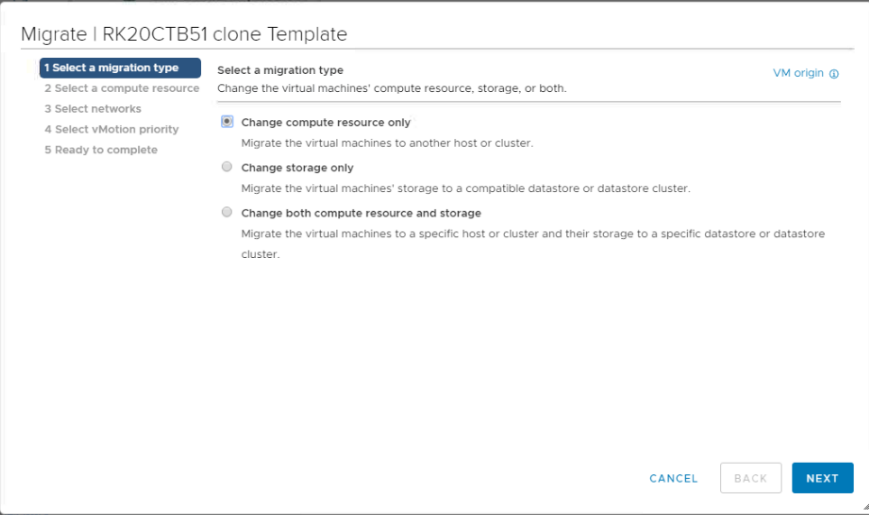 Migrate | RK20CTB51 clone Template
1 Select a migration type
2 Select a compute resource
3 Select networks
4 Select vMotion priority
5 Ready to complete
Select a migration type
VM origin
Change the virtual machines' compute resource, storage, or both.
Change compute resource only
Migrate the virtual machines to another host or cluster.
Change storage only
Migrate the virtual machines' storage to a compatible datastore or datastore cluster.
Change both compute resource and storage
Migrate the virtual machines to a specific host or cluster and their storage to a specific datastore or datastore
cluster.
CANCEL
BACK
NEXT